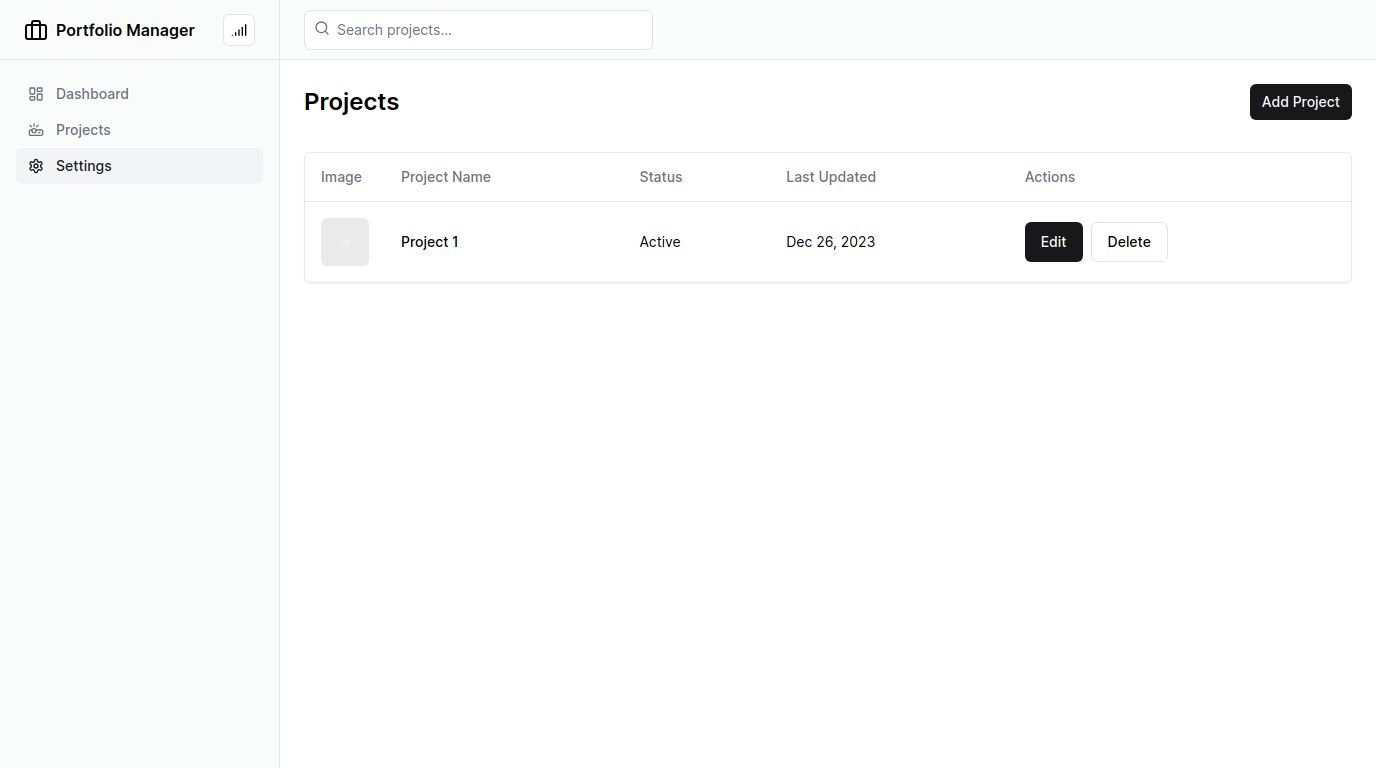 Portfolio Manager
Search projects...
Dashboard
Projects
Settings
Projects
Add Project
Image Project Name Status Last Updated Actions
Project 1 Active Dec 26, 2023 Edit Delete